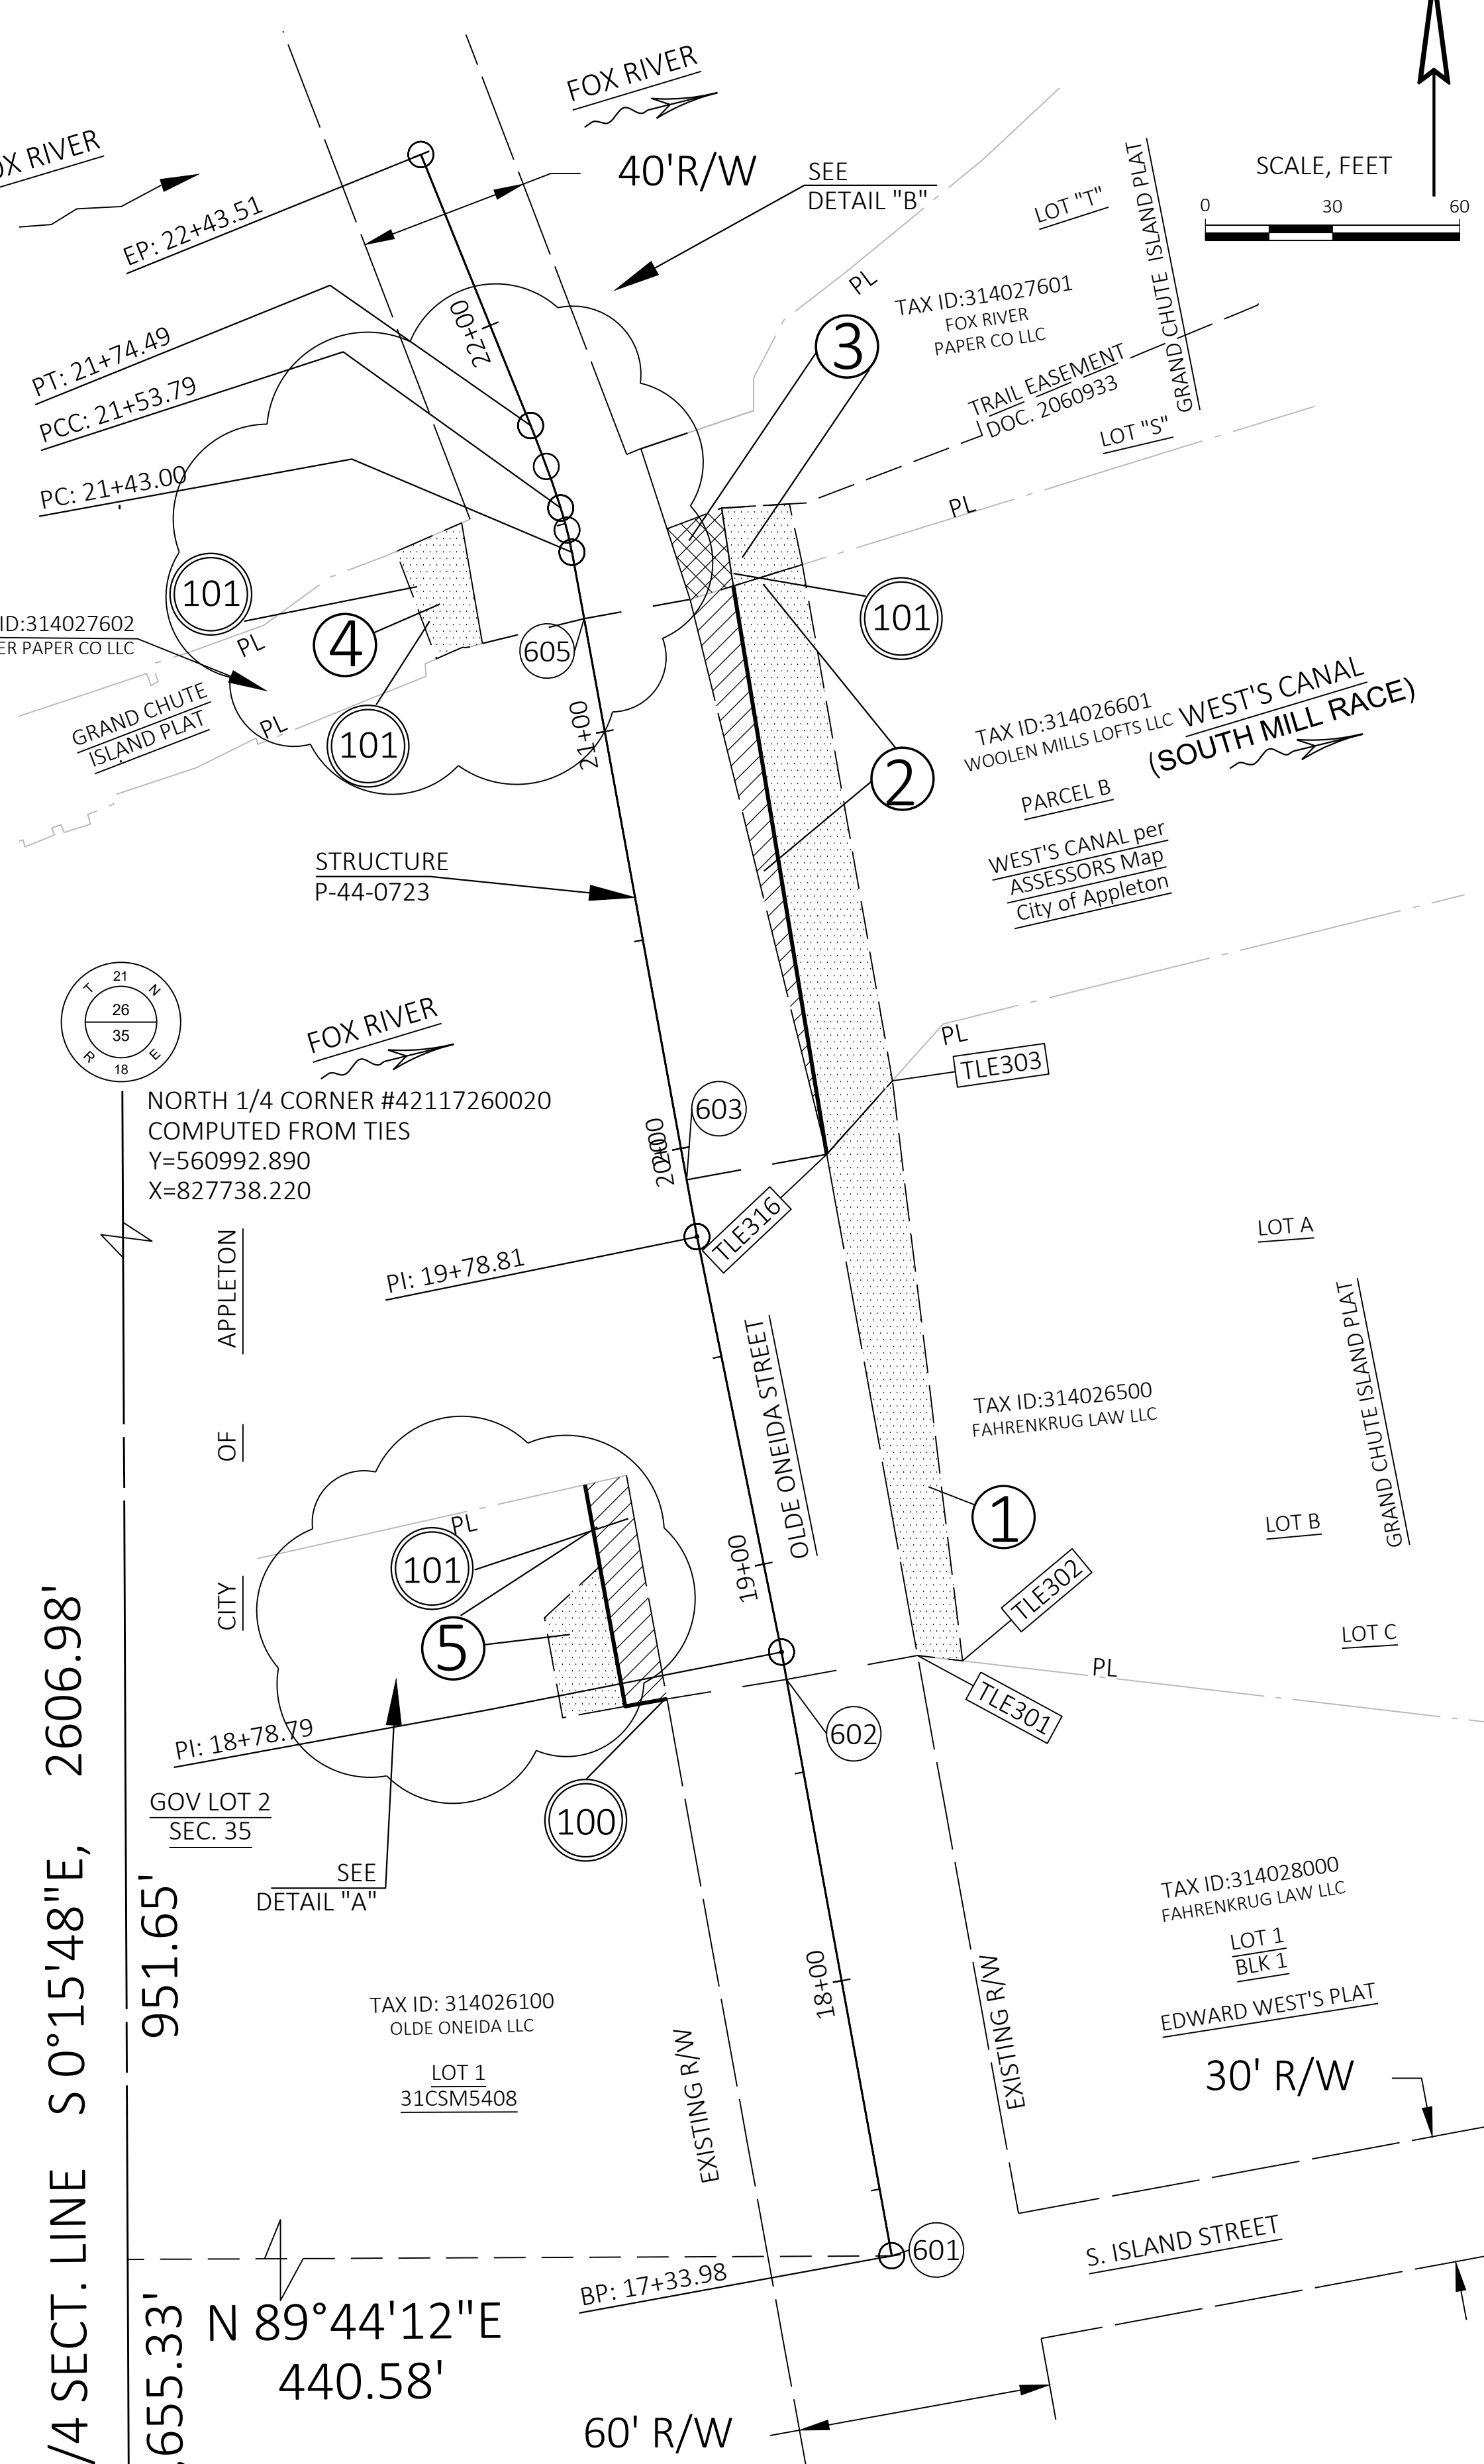 FOX RIVER
OX RIVER
40'R/W
SEE
DETAIL "B"
SCALE, FEET
0 30 60
LOT "T"
GRAND CHUTE ISLAND PLAT
EP: 22+43.51
PL
TAX ID:314027601
FOX RIVER
PAPER CO LLC
22+00
3
PT: 21+74.49
PCC: 21+53.79
PC: 21+43.00
TRAIL EASEMENT
DOC. 2060933
LOT "S"
PL
101
4
101
605
101
ID:314027602
ER PAPER CO LLC
PL
GRAND CHUTE
ISLAND PLAT
PL
21+00
2
TAX ID:314026601
WOOLEN MILLS LOFTS LLC
WEST'S CANAL
(SOUTH MILL RACE)
PARCEL B
WEST'S CANAL per
ASSESSORS Map
City of Appleton
STRUCTURE
P-44-0723
T 21 N
26
35
R 18 E
FOX RIVER
PL
TLE303
NORTH 1/4 CORNER #42117260020
COMPUTED FROM TIES
Y=560992.890
X=827738.220
603
20+00
TLE316
LOT A
PI: 19+78.81
CITY OF APPLETON
OLDE ONEIDA STREET
GRAND CHUTE ISLAND PLAT
TAX ID:314026500
FAHRENKRUG LAW LLC
1
LOT B
PL
101
5
19+00
TLE302
LOT C
PL
TLE301
PI: 18+78.79
602
GOV LOT 2
SEC. 35
100
SEE
DETAIL "A"
/4 SECT. LINE S 0°15'48"E, 2606.98'
951.65'
TAX ID:314028000
FAHRENKRUG LAW LLC
LOT 1
BLK 1
EDWARD WEST'S PLAT
18+00
TAX ID: 314026100
OLDE ONEIDA LLC
LOT 1
31CSM5408
EXISTING R/W
EXISTING R/W
30' R/W
601
S. ISLAND STREET
BP: 17+33.98
655.33'
N 89°44'12"E
440.58'
60' R/W